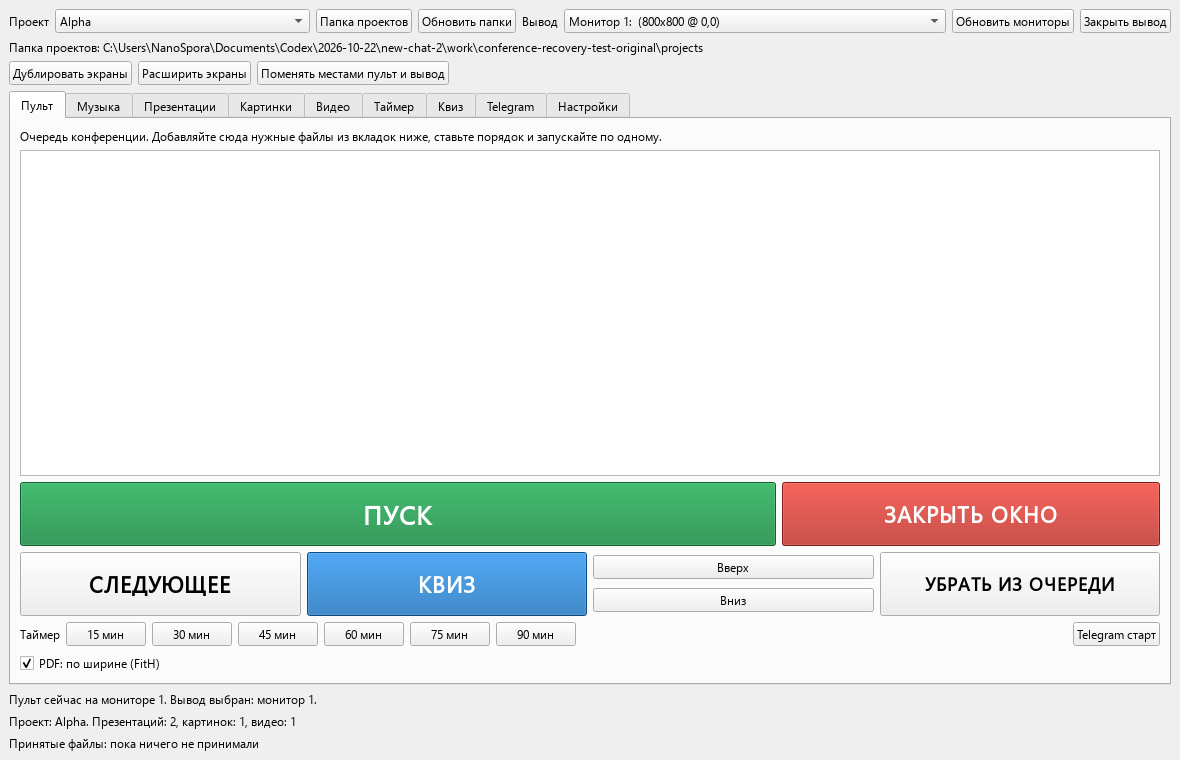 Проект Alpha Папка проектов Обновить папки Вывод Монитор 1: (800x800 @ 0,0) Обновить мониторы Закрыть вывод
Папка проектов: C:\Users\NanoSpora\Documents\Codex\2026-10-22\new-chat-2\work\conference-recovery-test-original\projects
Дублировать экраны Расширить экраны Поменять местами пульт и вывод
Пульт Музыка Презентации Картинки Видео Таймер Квиз Telegram Настройки
Очередь конференции. Добавляйте сюда нужные файлы из вкладок ниже, ставьте порядок и запускайте по одному.
ПУСК ЗАКРЫТЬ ОКНО
СЛЕДУЮЩЕЕ КВИЗ Вверх УБРАТЬ ИЗ ОЧЕРЕДИ
Вниз
Таймер 15 мин 30 мин 45 мин 60 мин 75 мин 90 мин Telegram старт
PDF: по ширине (FitH)
Пульт сейчас на мониторе 1. Вывод выбран: монитор 1.
Проект: Alpha. Презентаций: 2, картинок: 1, видео: 1
Принятые файлы: пока ничего не принимали